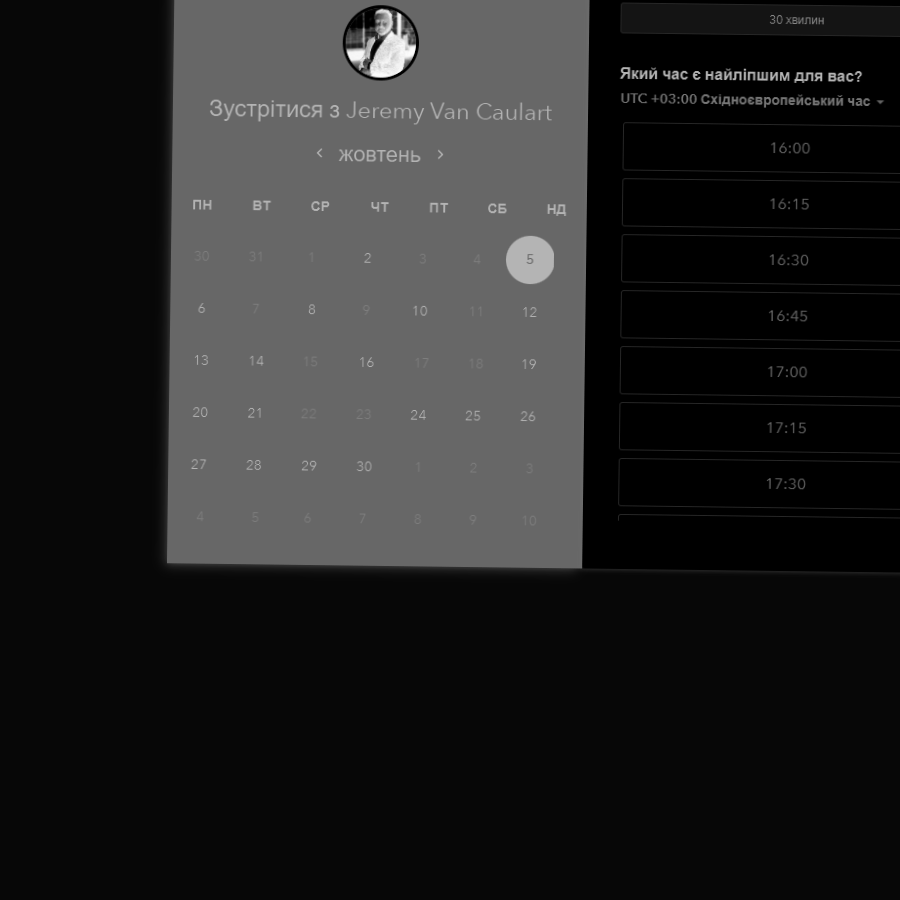 Зустрітися з Jeremy Van Caulart
жовтень
ПН ВТ СР ЧТ ПТ СБ НД
30 31 1 2 3 4 5
6 7 8 9 10 11 12
13 14 15 16 17 18 19
20 21 22 23 24 25 26
27 28 29 30 1 2 3
4 5 6 7 8 9 10
30 хвилин
Який час є найліпшим для вас?
UTC +03:00 Східноєвропейський час
16:00
16:15
16:30
16:45
17:00
17:15
17:30